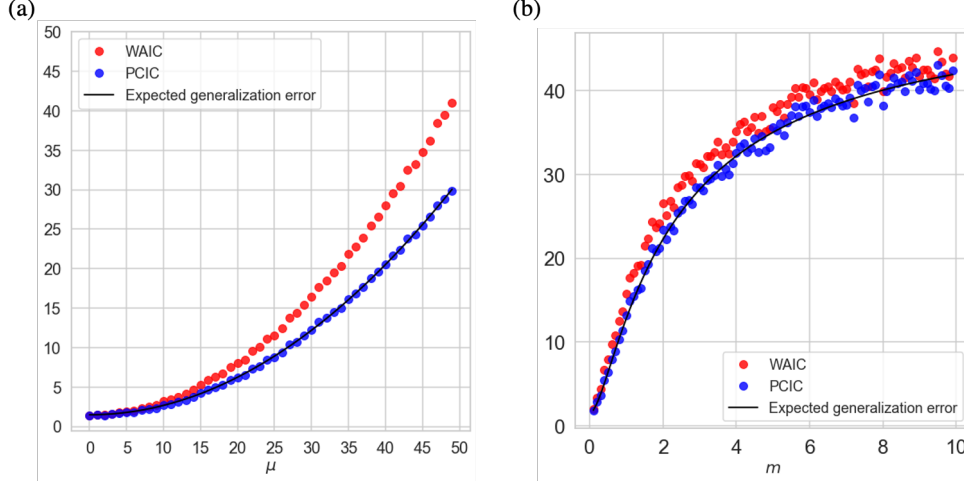 (a)
50
45
40
35
30
25
20
15
10
5
0
WAIC
PCIC
Expected generalization error
0 5 10 15 20 25 30 35 40 45 50
μ
(b)
40
30
20
10
0
WAIC
PCIC
Expected generalization error
0 2 4 6 8 10
m